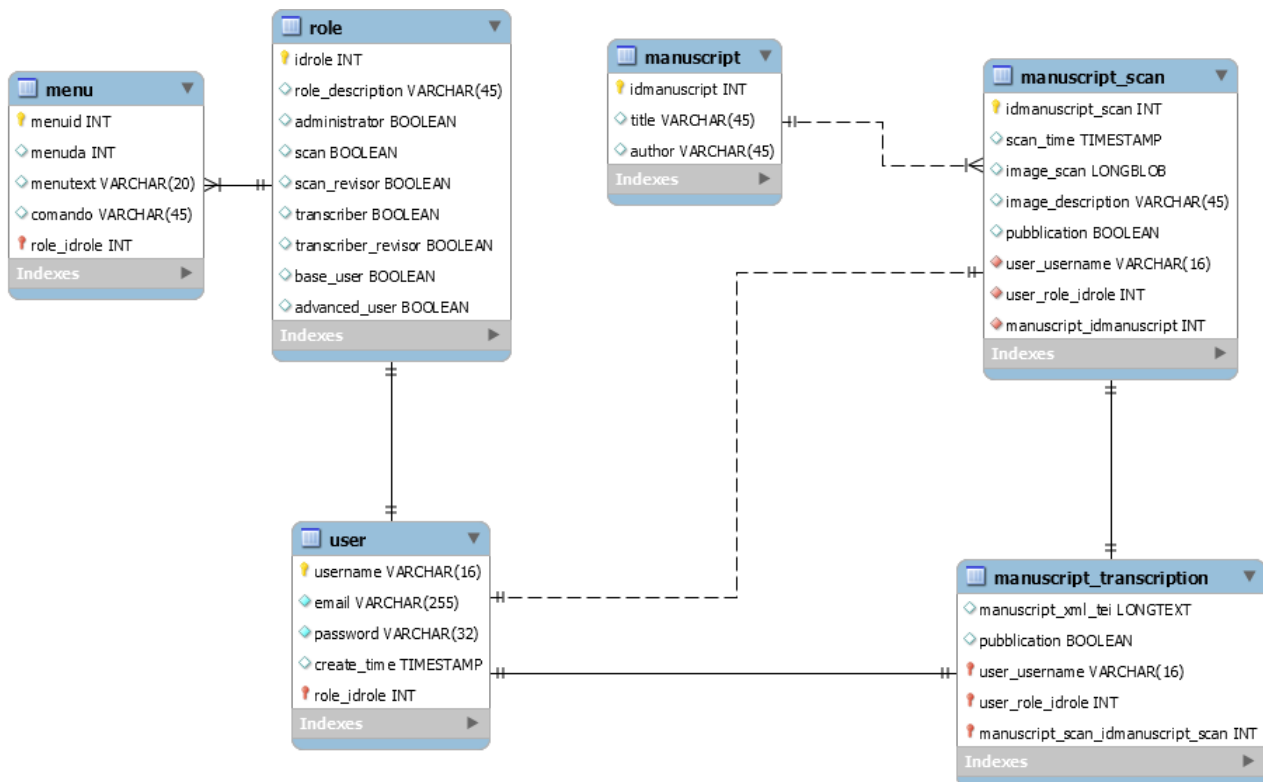 menu
menuid INT
menuda INT
menutext VARCHAR(20)
comando VARCHAR(45)
role_idrole INT
Indexes
role
idrole INT
role_description VARCHAR(45)
administrator BOOLEAN
scan BOOLEAN
scan_revisor BOOLEAN
transcriber BOOLEAN
transcriber_revisor BOOLEAN
base_user BOOLEAN
advanced_user BOOLEAN
Indexes
manuscript
idmanuscript INT
title VARCHAR(45)
author VARCHAR(45)
Indexes
manuscript_scan
idmanuscript_scan INT
scan_time TIMESTAMP
image_scan LONGBLOB
image_description VARCHAR(45)
pubblication BOOLEAN
user_username VARCHAR(16)
user_role_idrole INT
manuscript_idmanuscript INT
Indexes
user
username VARCHAR(16)
email VARCHAR(255)
password VARCHAR(32)
create_time TIMESTAMP
role_idrole INT
Indexes
manuscript_transcription
manuscript_xml_tei LONGTEXT
pubblication BOOLEAN
user_username VARCHAR(16)
user_role_idrole INT
manuscript_scan_idmanuscript_scan INT
Indexes